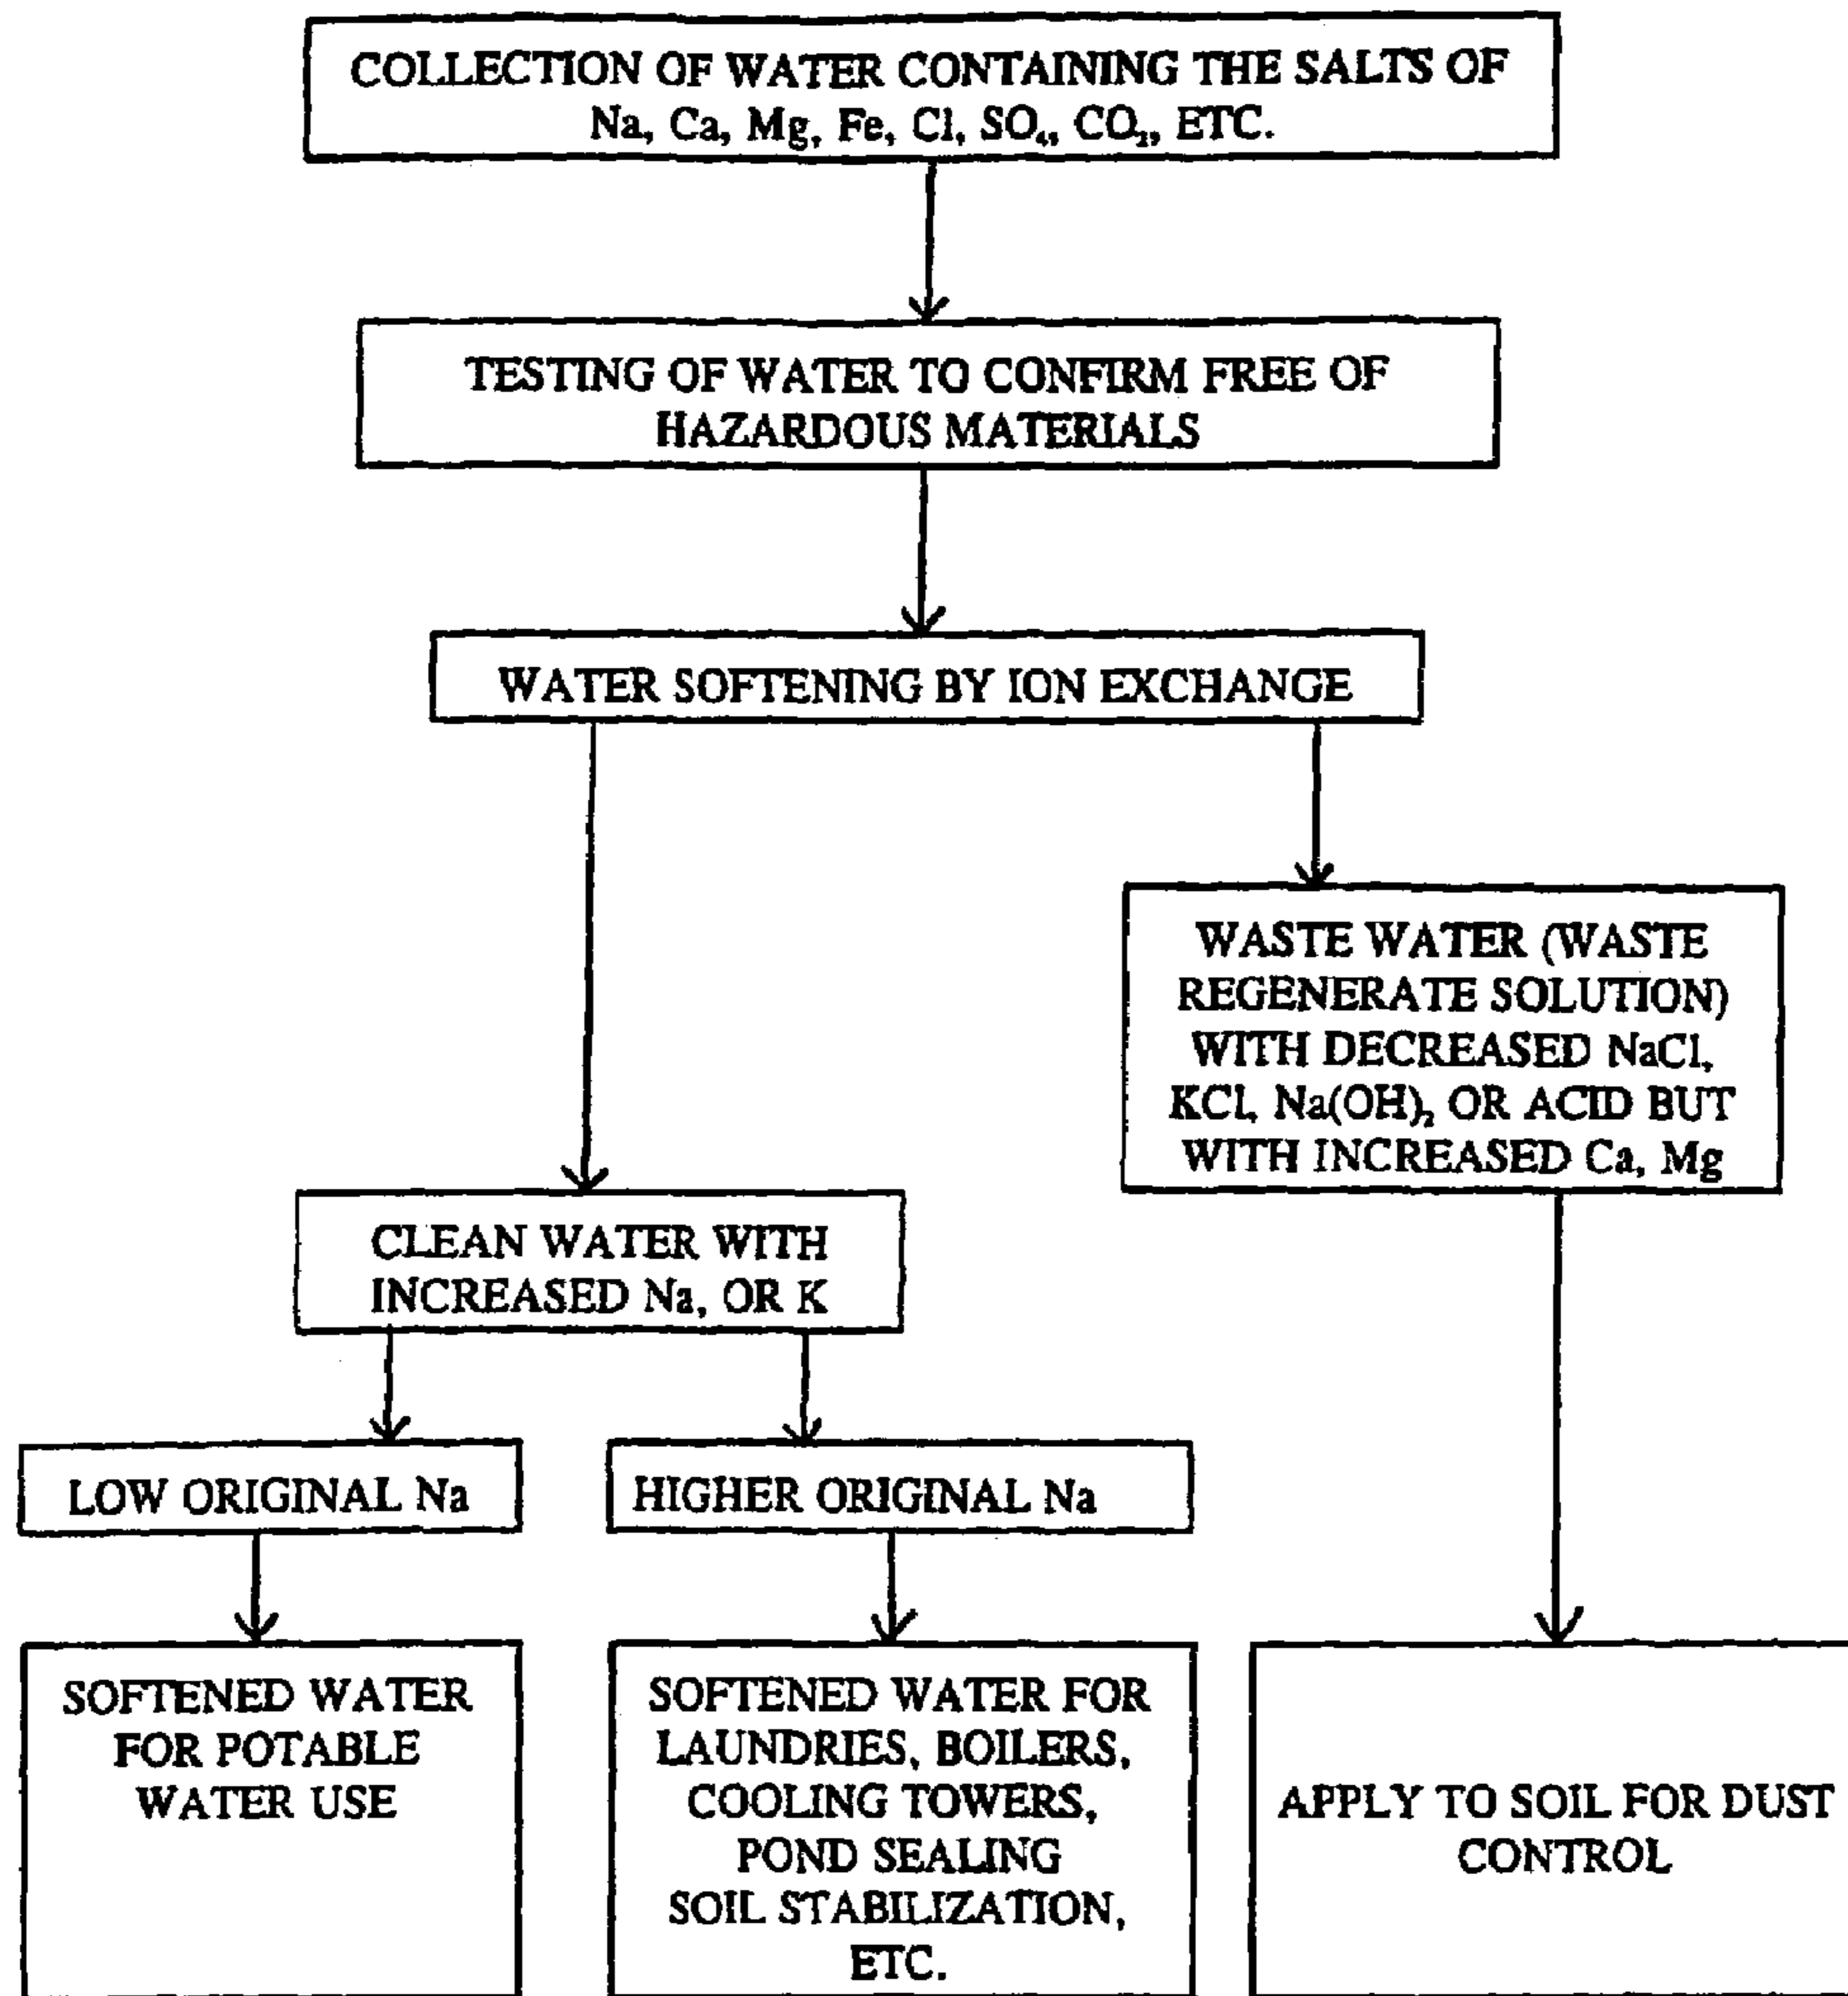 COLLECTION OF WATER CONTAINING THE SALTS OF
Na, Ca, Mg, Fe, Cl, SO₄, CO₃, ETC.
TESTING OF WATER TO CONFIRM FREE OF
HAZARDOUS MATERIALS
WATER SOFTENING BY ION EXCHANGE
WASTE WATER (WASTE
REGENERATE SOLUTION)
WITH DECREASED NaCl,
KCl, Na(OH)₂ OR ACID BUT
WITH INCREASED Ca, Mg
CLEAN WATER WITH
INCREASED Na, OR K
LOW ORIGINAL Na
HIGHER ORIGINAL Na
SOFTENED WATER
FOR POTABLE
WATER USE
SOFTENED WATER FOR
LAUNDRIES, BOILERS,
COOLING TOWERS,
POND SEALING
SOIL STABILIZATION,
ETC.
APPLY TO SOIL FOR DUST
CONTROL